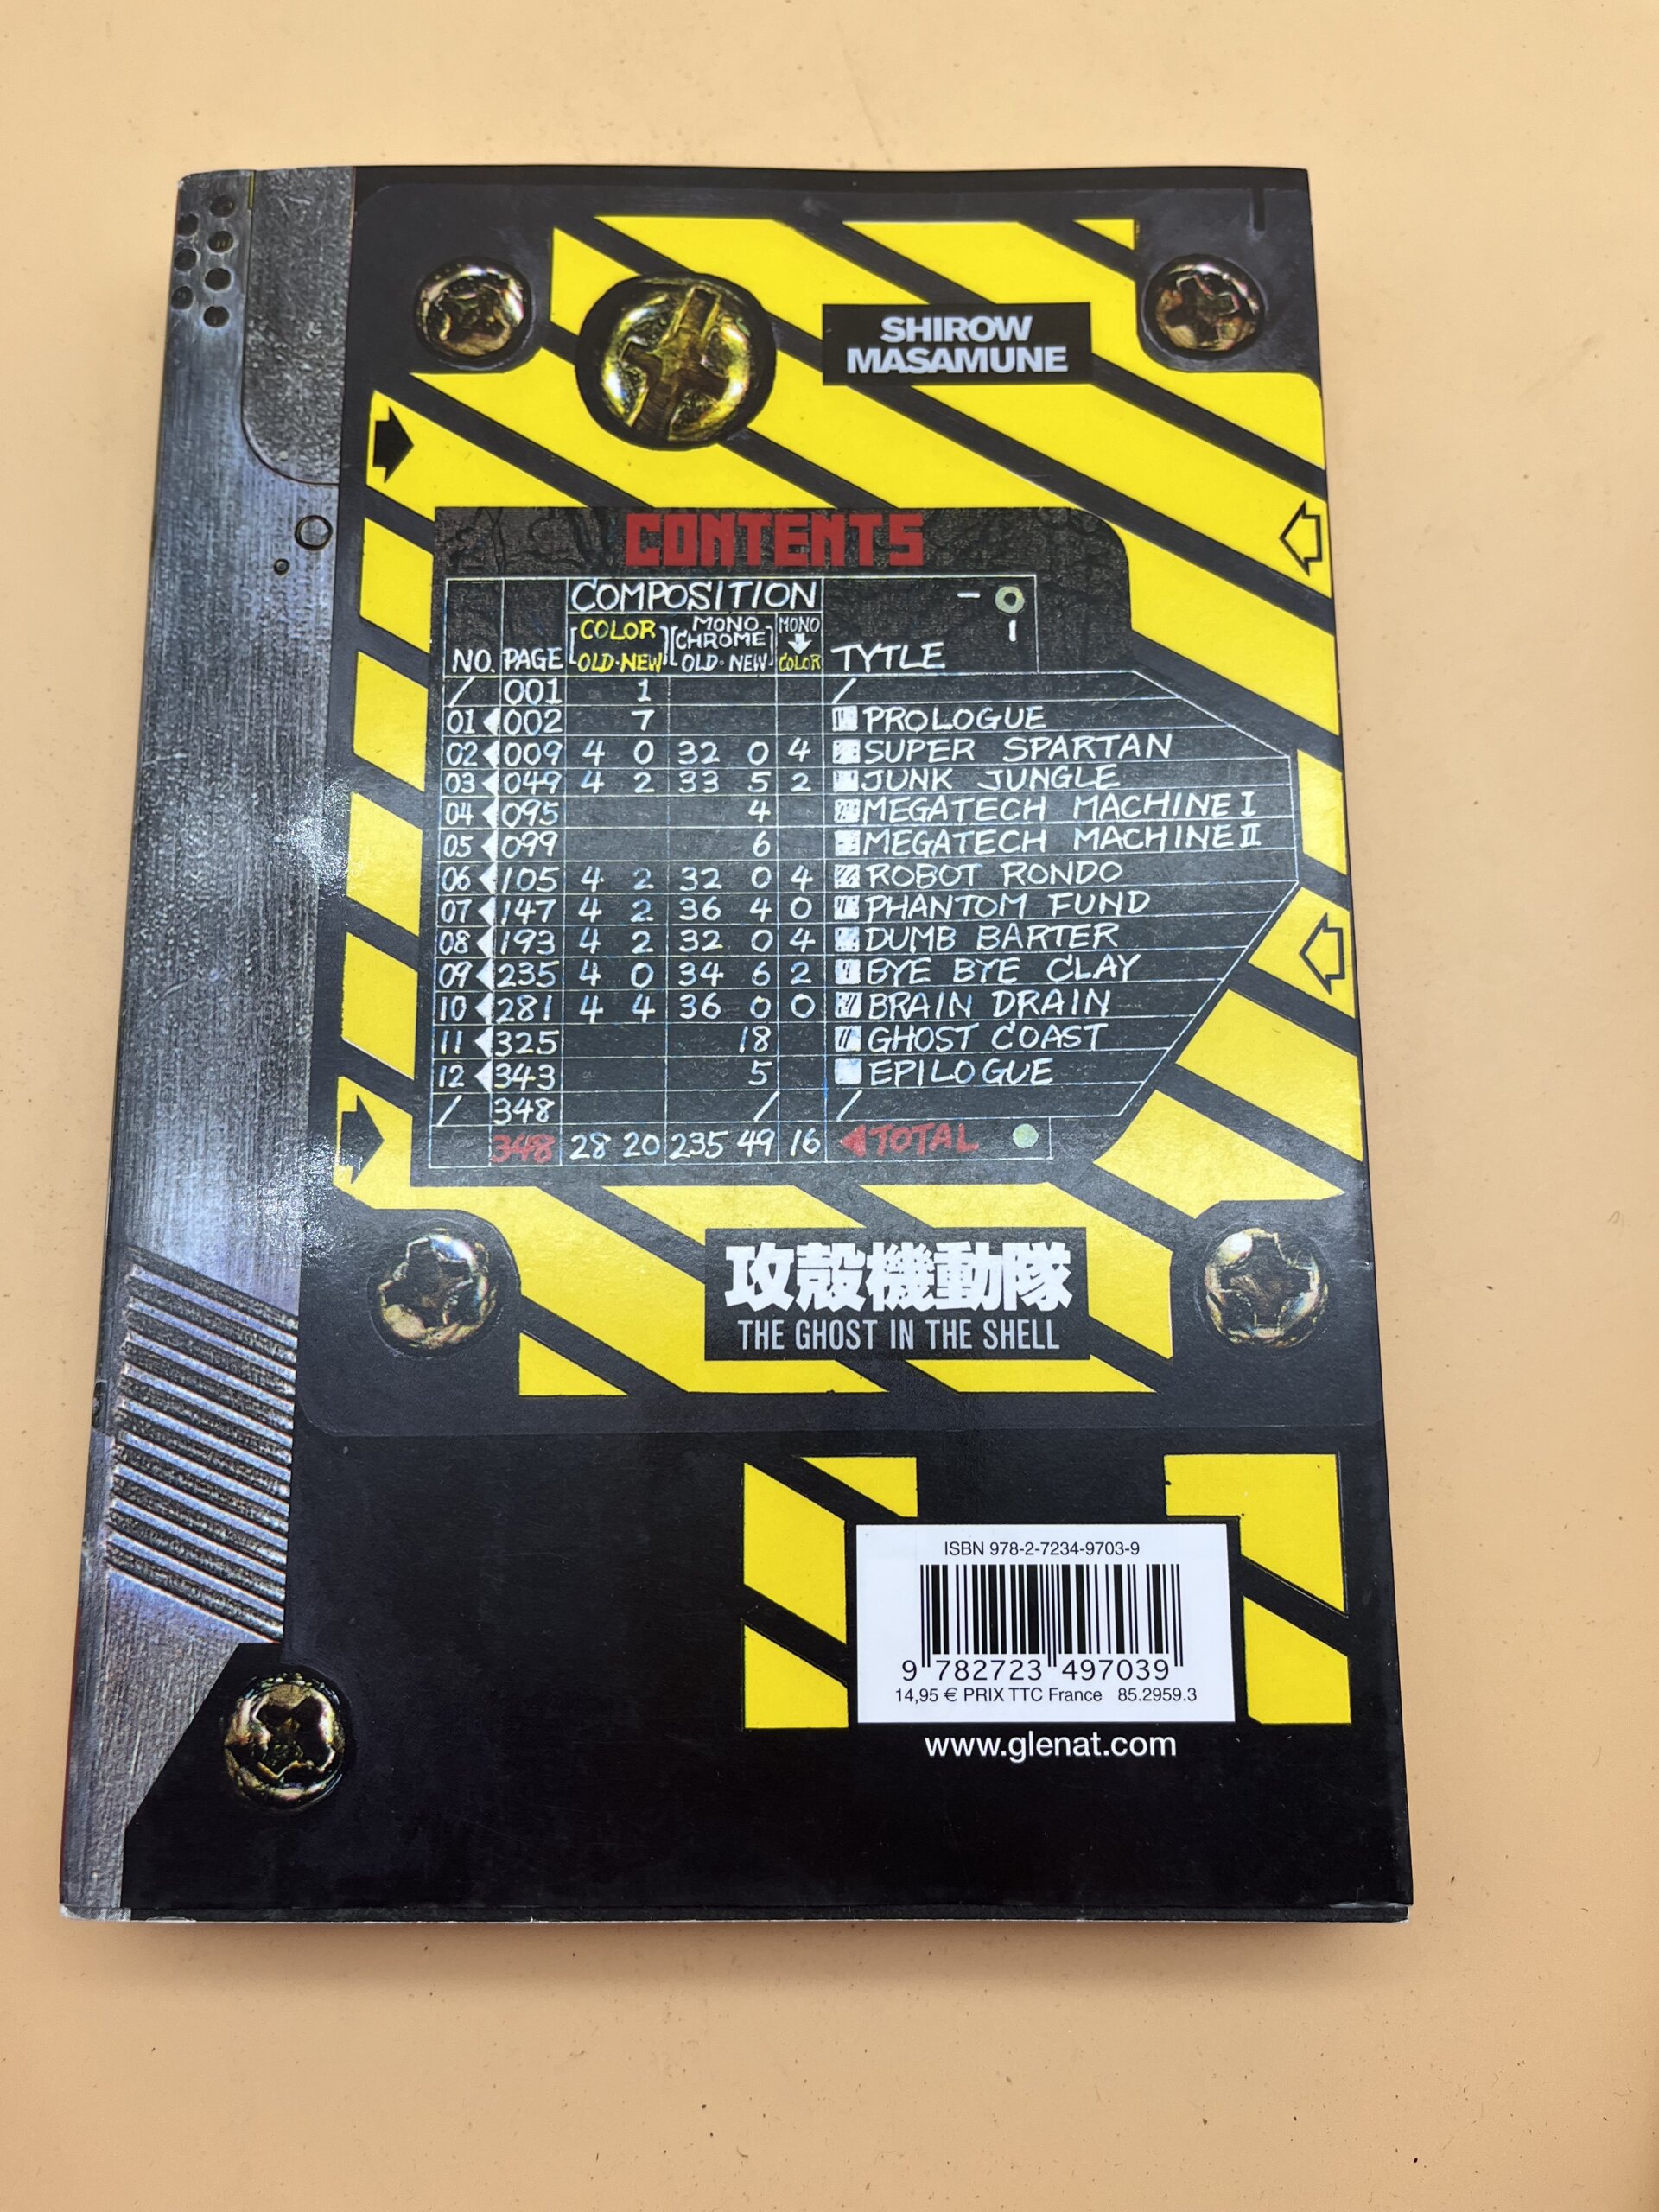 SHIROW
MASAMUNE
CONTENTS
COMPOSITION
COLOR MONO CHROME MONO
NO. PAGE OLD·NEW OLD·NEW COLOR TYTLE
/ 001 1 /
01 002 7 PROLOGUE
02 009 4 0 32 0 4 SUPER SPARTAN
03 049 4 2 33 5 2 JUNK JUNGLE
04 095 4 MEGATECH MACHINE I
05 099 6 MEGATECH MACHINE II
06 105 4 2 32 0 4 ROBOT RONDO
07 147 4 2 36 4 0 PHANTOM FUND
08 193 4 2 32 0 4 DUMB BARTER
09 235 4 0 34 6 2 BYE BYE CLAY
10 281 4 4 36 0 0 BRAIN DRAIN
11 325 18 GHOST COAST
12 343 5 EPILOGUE
/ 348 / /
348 28 20 235 49 16 TOTAL
攻殻機動隊
THE GHOST IN THE SHELL
ISBN 978-2-7234-9703-9
9 782723 497039
14,95 € PRIX TTC France 85.2959.3
www.glenat.com